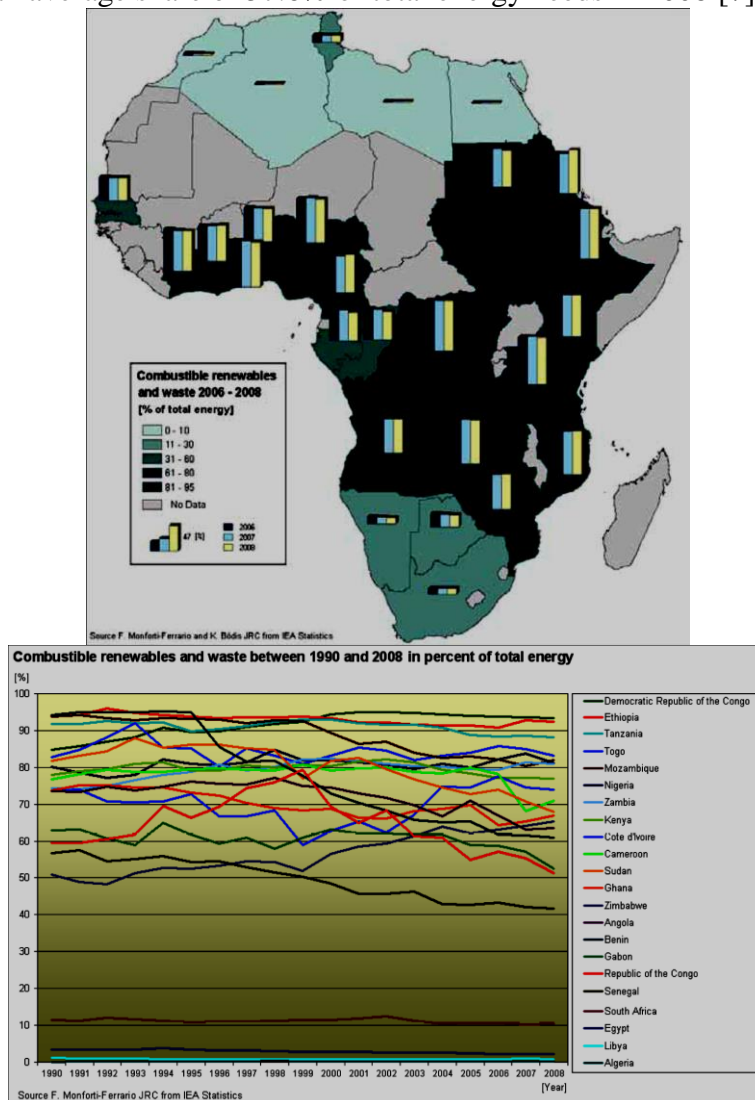 Combustible renewables
and waste 2006 - 2008
[% of total energy]
0 - 10
11 - 30
31 - 60
61 - 80
81 - 95
No Data
47 [%]
2006
2007
2008
Source F. Monforti-Ferrario and K. Bódis JRC from IEA Statistics
Combustible renewables and waste between 1990 and 2008 in percent of total energy
[%]
100
90
80
70
60
50
40
30
20
10
0
1990 1991 1992 1993 1994 1995 1996 1997 1998 1999 2000 2001 2002 2003 2004 2005 2006 2007 2008
[Year]
Democratic Republic of the Congo
Ethiopia
Tanzania
Togo
Mozambique
Nigeria
Zambia
Kenya
Cote d'Ivoire
Cameroon
Sudan
Ghana
Zimbabwe
Angola
Benin
Gabon
Republic of the Congo
Senegal
South Africa
Egypt
Libya
Algeria
Source F. Monforti-Ferrario JRC from IEA Statistics